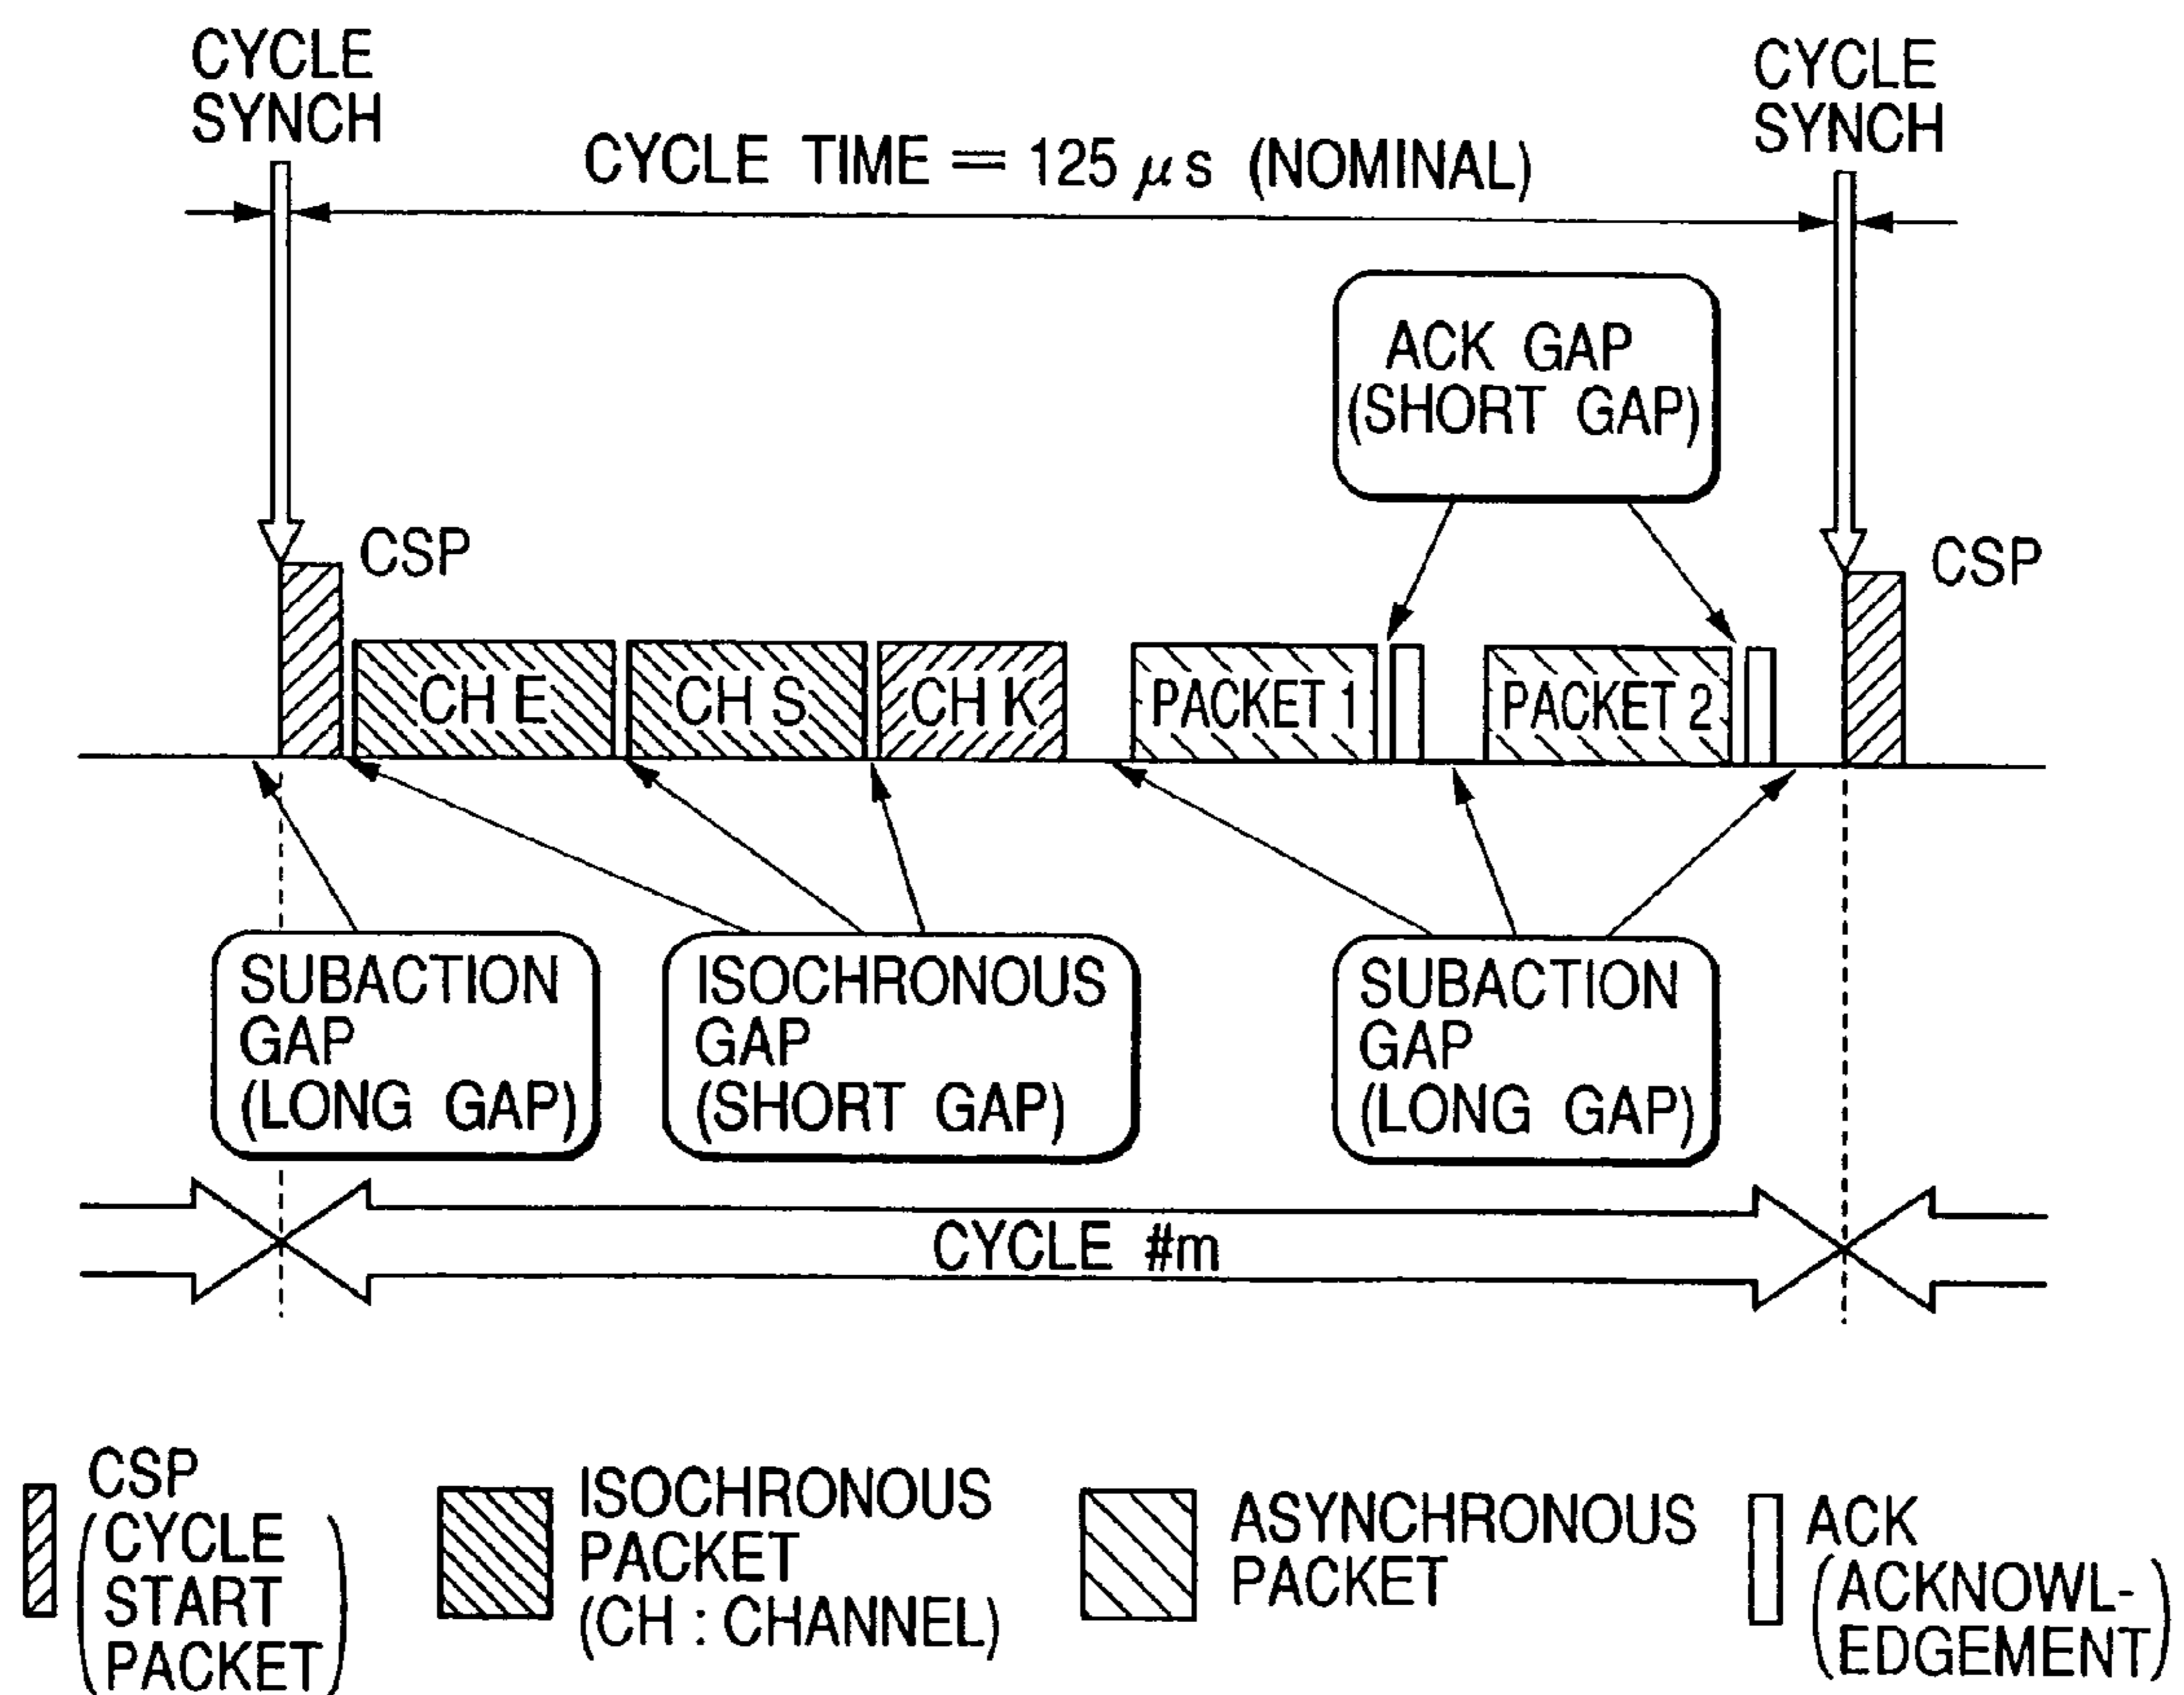 CYCLE
SYNCH
CYCLE TIME = 125 μs (NOMINAL)
CYCLE
SYNCH
ACK GAP
(SHORT GAP)
CSP
CSP
CH E
CH S
CH K
PACKET 1
PACKET 2
SUBACTION
GAP
(LONG GAP)
ISOCHRONOUS
GAP
(SHORT GAP)
SUBACTION
GAP
(LONG GAP)
CYCLE #m
CSP
(CYCLE
START
PACKET)
ISOCHRONOUS
PACKET
(CH : CHANNEL)
ASYNCHRONOUS
PACKET
ACK
(ACKNOWL-
EDGEMENT)